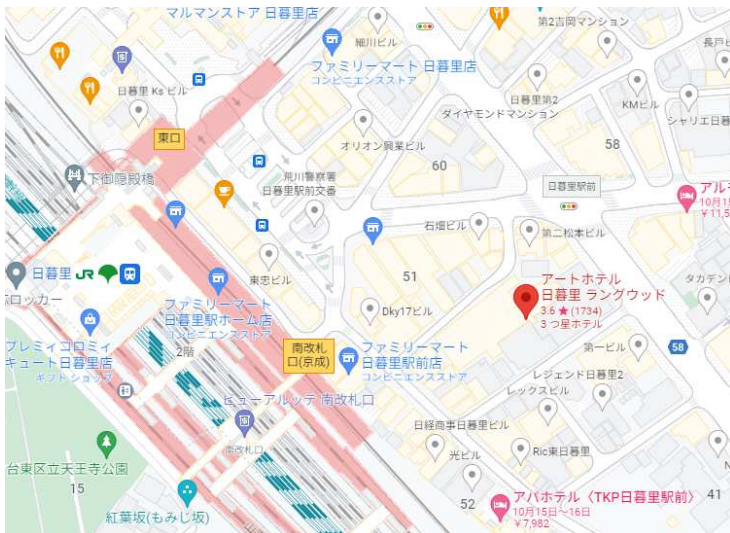 マルマンストア 日暮里店
細川ビル
第2吉岡マンション
長戸ビ
ファミリーマート 日暮里店
コンビニエンスストア
日暮里 Ks ビル
日暮里第2
ダイヤモンドマンション
KMビル
シャリエ日暮
東口
オリオン興業ビル
58
下御隠殿橋
荒川警察署
日暮里駅前交番
60
日暮里駅前
アルモ
10月15
￥11,5
石畑ビル
第二松本ビル
日暮里 JR
東忠ビル
51
アートホテル
日暮里 ラングウッド
3.6 ★ (1734)
3 つ星ホテル
タカデン
ロッカー
ファミリーマート
日暮里駅ホーム店
コンビニエンスストア
2階
Dky17ビル
プレミィコロミィ
キュート日暮里店
ギフト ショップ
南改札
口(京成)
ファミリーマート
日暮里駅前店
コンビニエンスストア
第一ビル
58
レジェンド日暮里2
レックスビル
ビューアルッテ 南改札口
南改札口
日経商事日暮里ビル
光ビル
Ric東日暮里
台東区立天王寺公園
15
紅葉坂(もみじ坂)
52
アパホテル〈TKP日暮里駅前〉
10月15日～16日
￥7,982
41